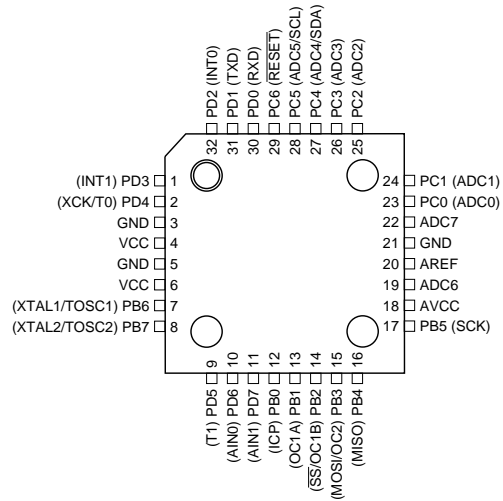 PD2 (INT0)
PD1 (TXD)
PD0 (RXD)
PC6 (RESET)
PC5 (ADC5/SCL)
PC4 (ADC4/SDA)
PC3 (ADC3)
PC2 (ADC2)
32
31
30
29
28
27
26
25
(INT1) PD3 1
(XCK/T0) PD4 2
GND 3
VCC 4
GND 5
VCC 6
(XTAL1/TOSC1) PB6 7
(XTAL2/TOSC2) PB7 8
24 PC1 (ADC1)
23 PC0 (ADC0)
22 ADC7
21 GND
20 AREF
19 ADC6
18 AVCC
17 PB5 (SCK)
9
10
11
12
13
14
15
16
(T1) PD5
(AIN0) PD6
(AIN1) PD7
(ICP) PB0
(OC1A) PB1
(SS/OC1B) PB2
(MOSI/OC2) PB3
(MISO) PB4